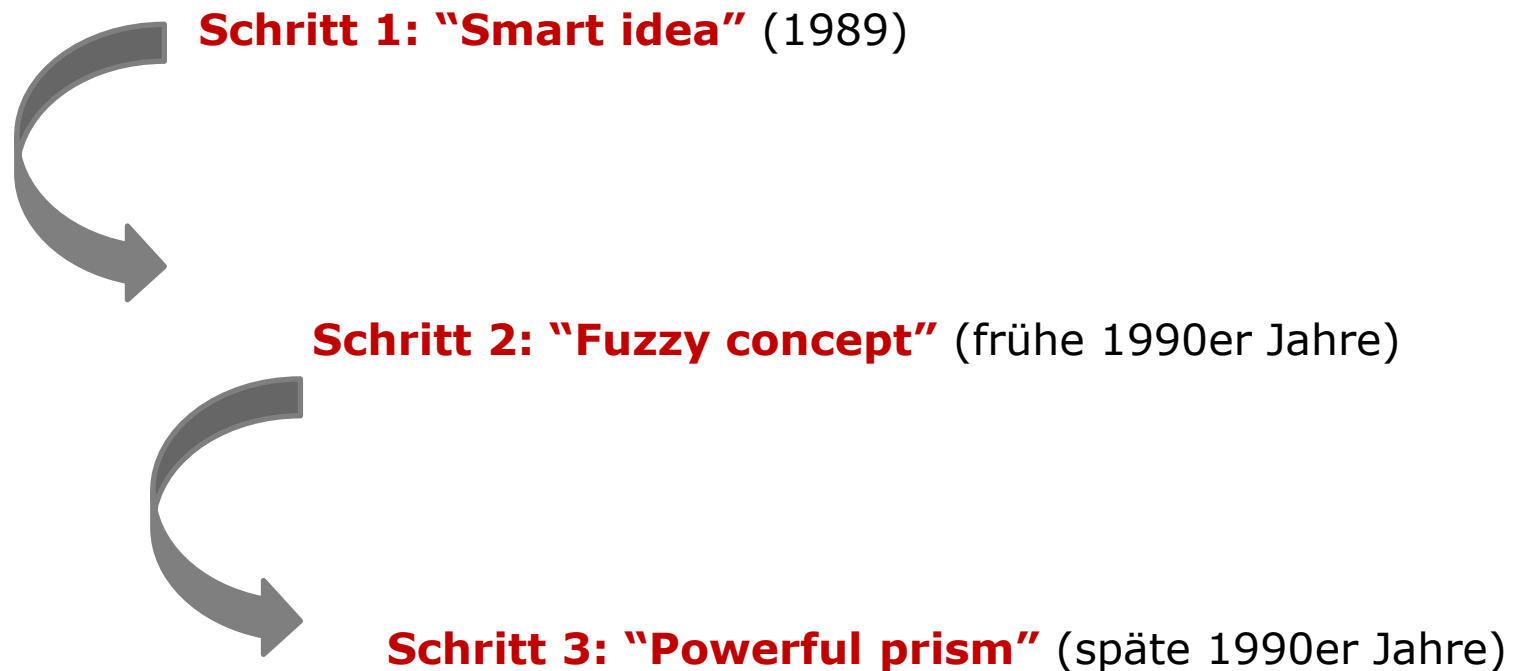 Schritt 1: “Smart idea” (1989)
Schritt 2: “Fuzzy concept” (frühe 1990er Jahre)
Schritt 3: “Powerful prism” (späte 1990er Jahre)